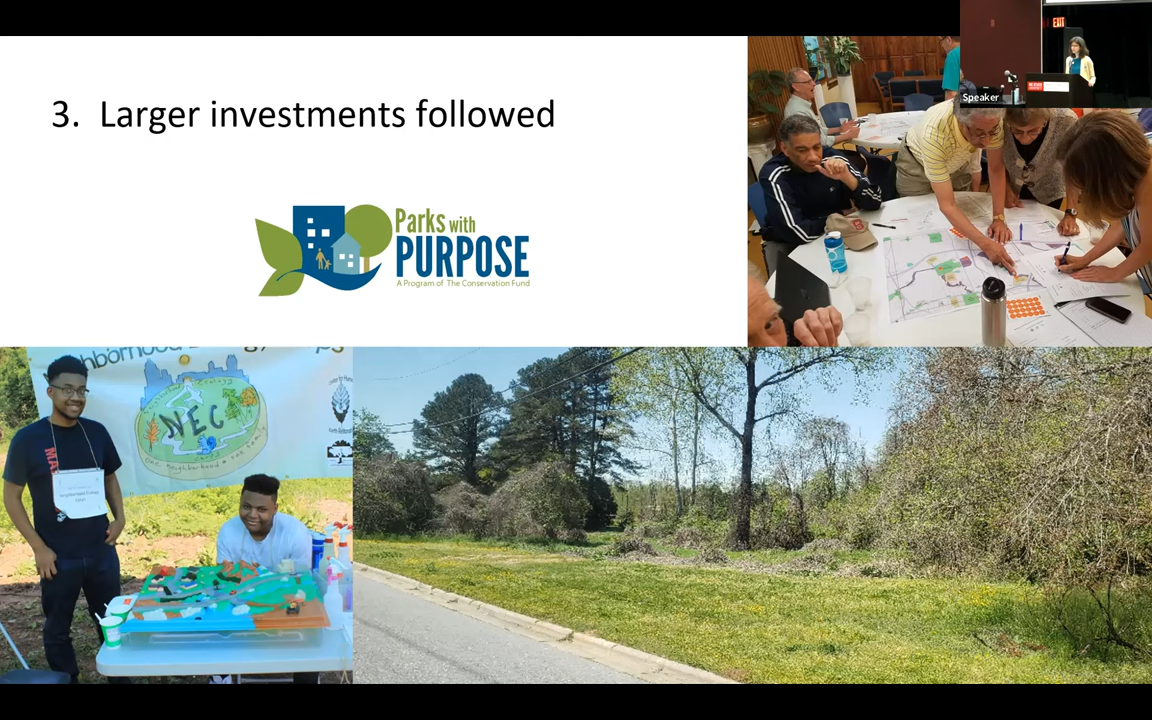 3. Larger investments followed
EXIT
Speaker
Parks with
PURPOSE
A Program of The Conservation Fund
NEC